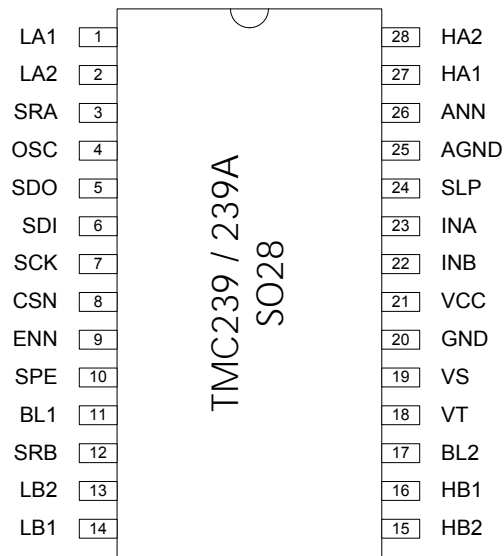 LA1 1 28 HA2
LA2 2 27 HA1
SRA 3 26 ANN
OSC 4 25 AGND
SDO 5 24 SLP
SDI 6 23 INA
SCK 7 22 INB
CSN 8 21 VCC
ENN 9 20 GND
SPE 10 19 VS
BL1 11 18 VT
SRB 12 17 BL2
LB2 13 16 HB1
LB1 14 15 HB2
TMC239 / 239A
SO28